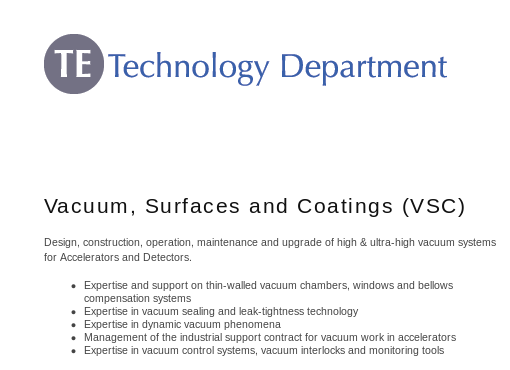 TE Technology Department
Vacuum, Surfaces and Coatings (VSC)
Design, construction, operation, maintenance and upgrade of high & ultra-high vacuum systems
for Accelerators and Detectors.
• Expertise and support on thin-walled vacuum chambers, windows and bellows
compensation systems
• Expertise in vacuum sealing and leak-tightness technology
• Expertise in dynamic vacuum phenomena
• Management of the industrial support contract for vacuum work in accelerators
• Expertise in vacuum control systems, vacuum interlocks and monitoring tools